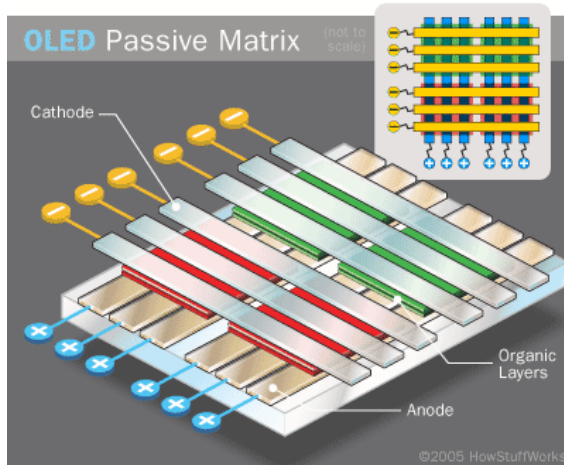 OLED Passive Matrix
(not to
scale)
Cathode
Organic
Layers
Anode
©2005 HowStuffWorks